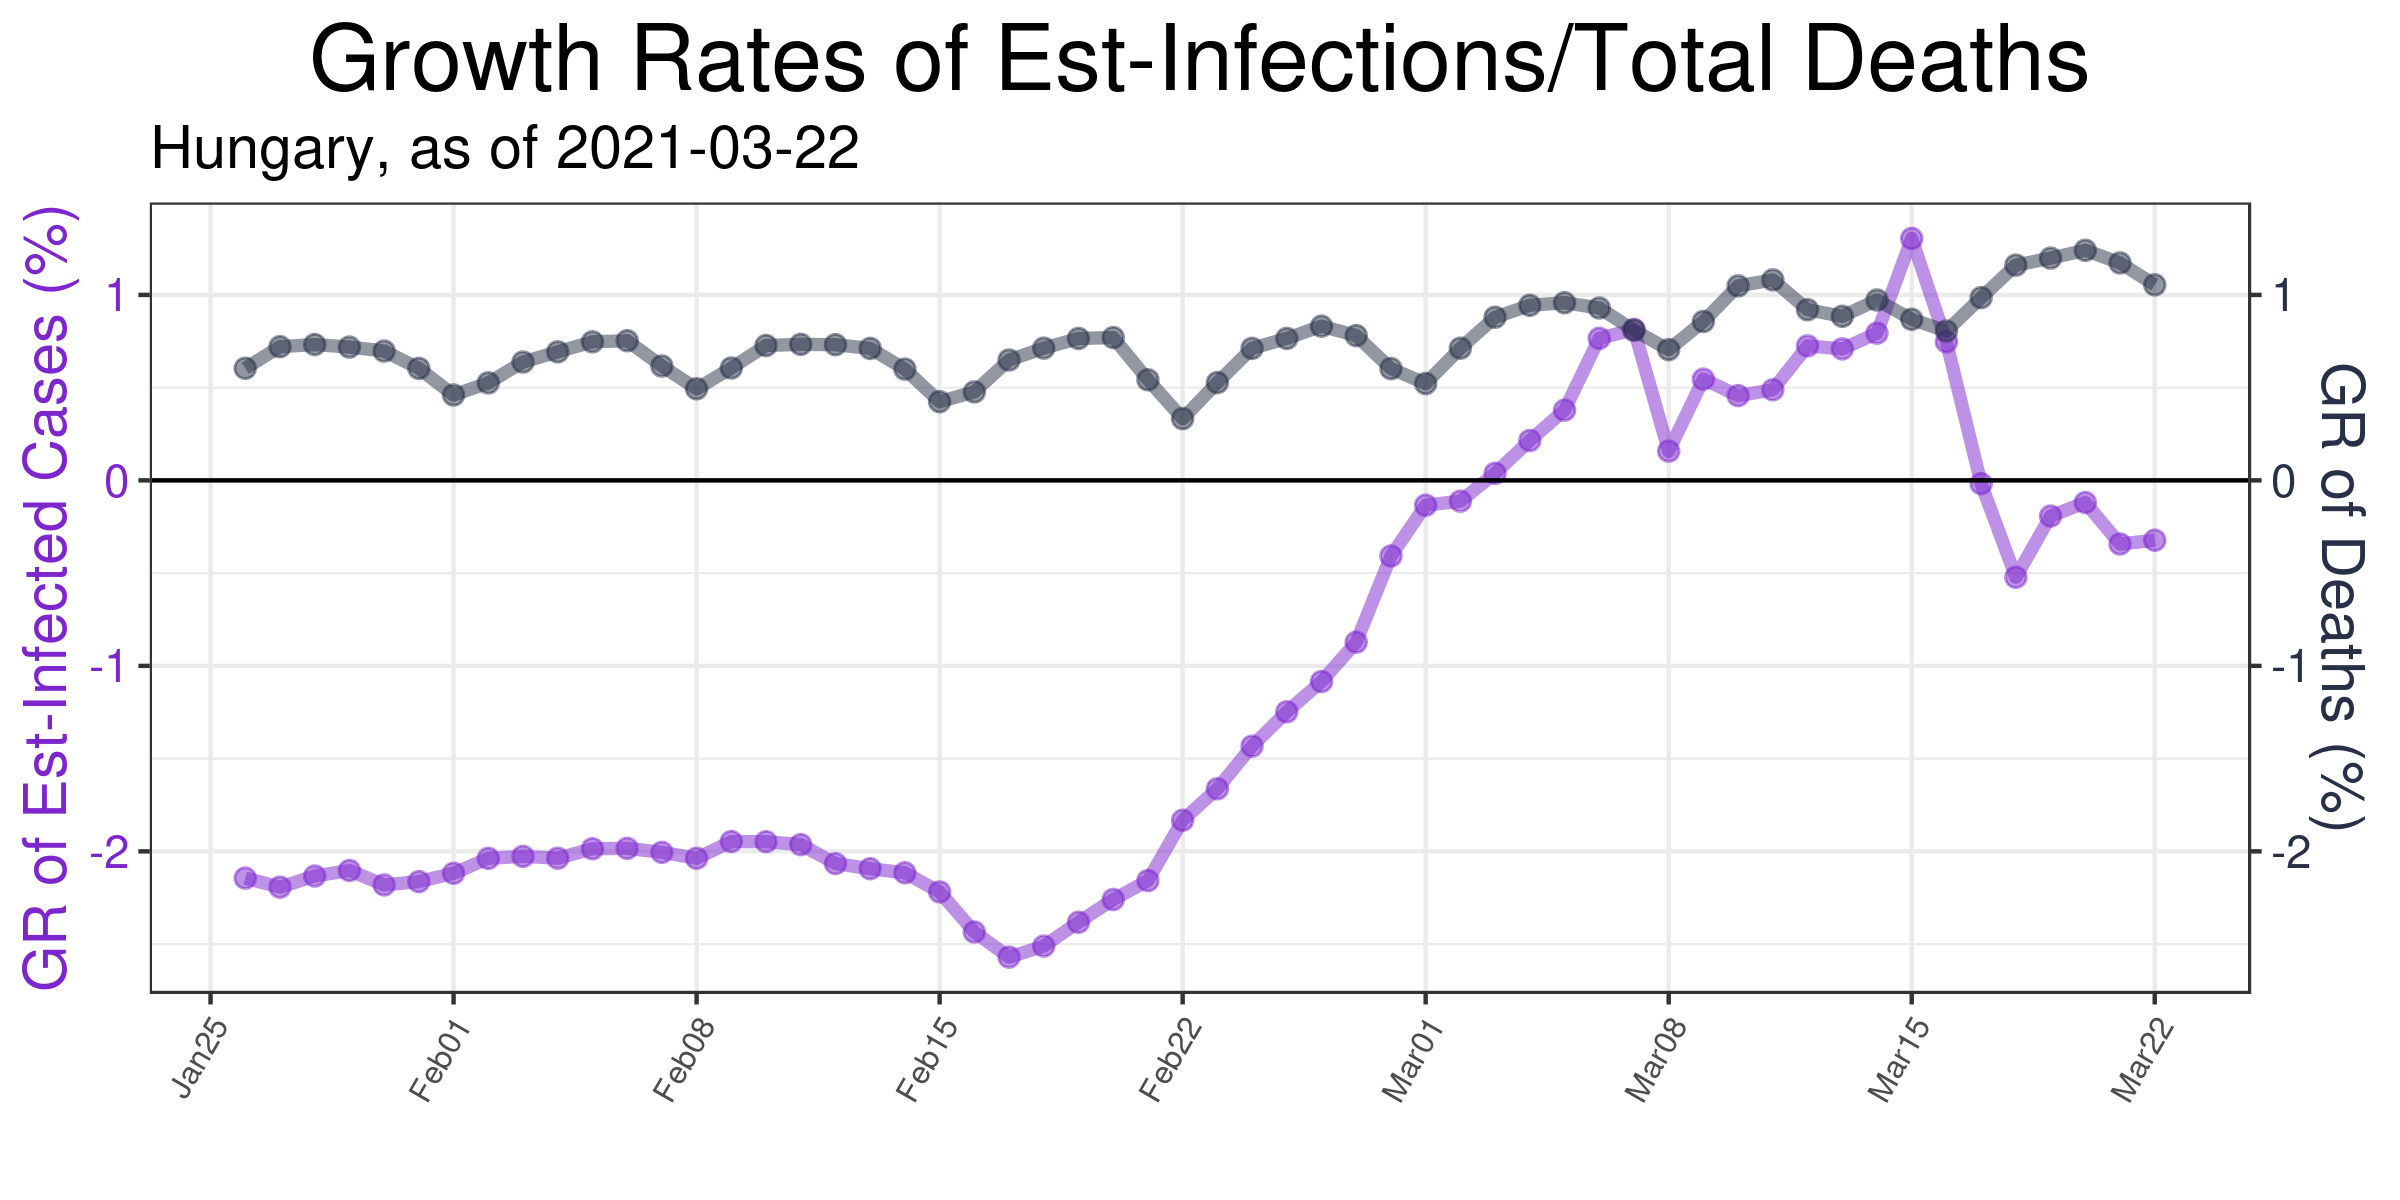 Growth Rates of Est-Infections/Total Deaths
Hungary, as of 2021-03-22
GR of Est-Infected Cases (%)
1
0
-1
-2
1
0
-1
-2
GR of Deaths (%)
Jan25
Feb01
Feb08
Feb15
Feb22
Mar01
Mar08
Mar15
Mar22